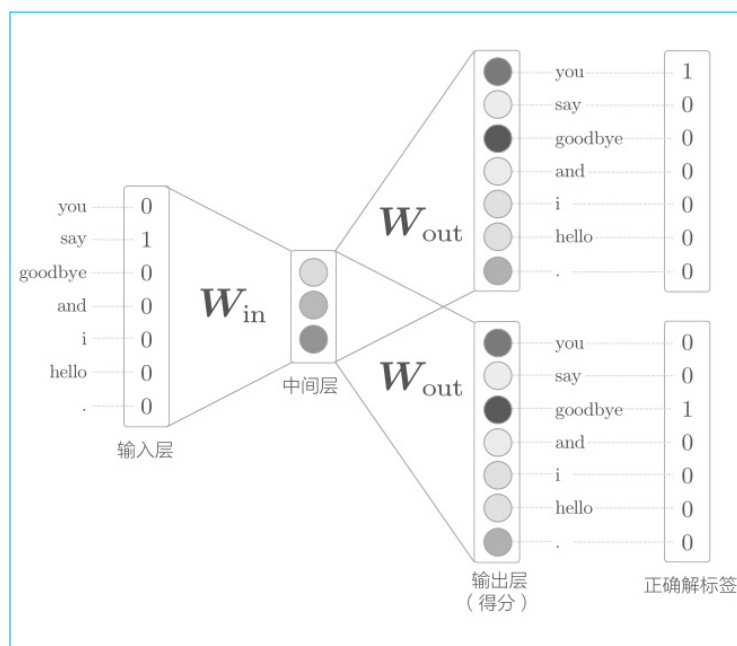 you 0
say 1
goodbye 0
and 0
i 0
hello 0
. 0
输入层
W_in
中间层
W_out
you 1
say 0
goodbye 0
and 0
i 0
hello 0
. 0
W_out
you 0
say 0
goodbye 1
and 0
i 0
hello 0
. 0
输出层
（得分）
正确解标签